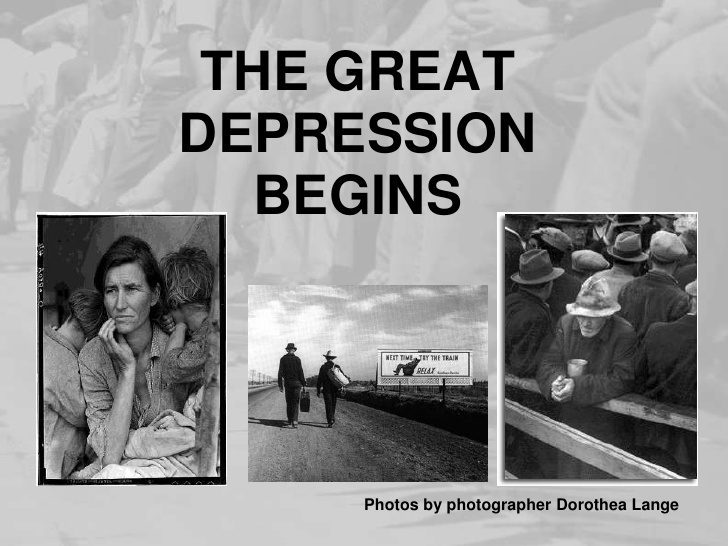 THE GREAT
DEPRESSION
BEGINS
NEXT TIME TRY THE TRAIN
RELAX
Photos by photographer Dorothea Lange